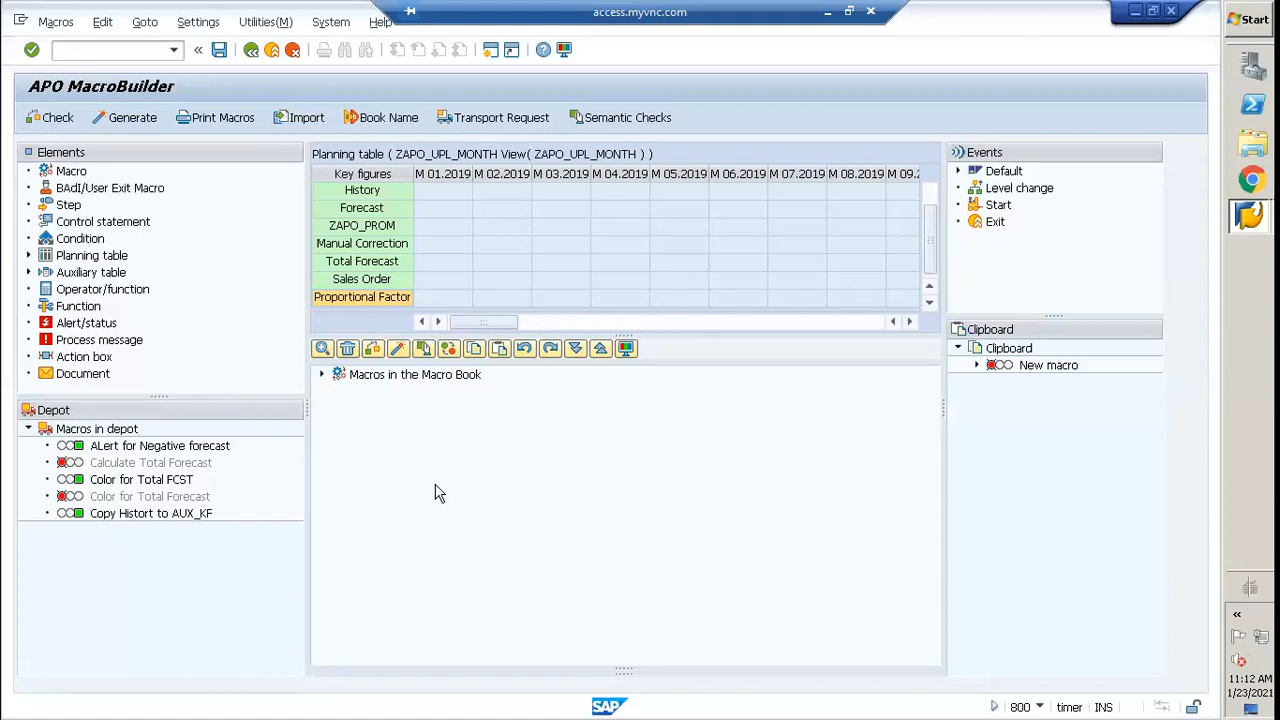 access.myvnc.com
Macros Edit Goto Settings Utilities(M) System Help
APO MacroBuilder
Check Generate Print Macros Import Book Name Transport Request Semantic Checks
Elements
Macro
BAdI/User Exit Macro
Step
Control statement
Condition
Planning table
Auxiliary table
Operator/function
Function
Alert/status
Process message
Action box
Document
Depot
Macros in depot
ALert for Negative forecast
Calculate Total Forecast
Color for Total FCST
Color for Total Forecast
Copy Histort to AUX_KF
Planning table ( ZAPO_UPL_MONTH View( ZAPO_UPL_MONTH ) )
Key figures M 01.2019 M 02.2019 M 03.2019 M 04.2019 M 05.2019 M 06.2019 M 07.2019 M 08.2019 M 09.2
History
Forecast
ZAPO_PROM
Manual Correction
Total Forecast
Sales Order
Proportional Factor
Macros in the Macro Book
Events
Default
Level change
Start
Exit
Clipboard
Clipboard
New macro
Start
11:12 AM
1/23/2021
SAP
800 timer INS